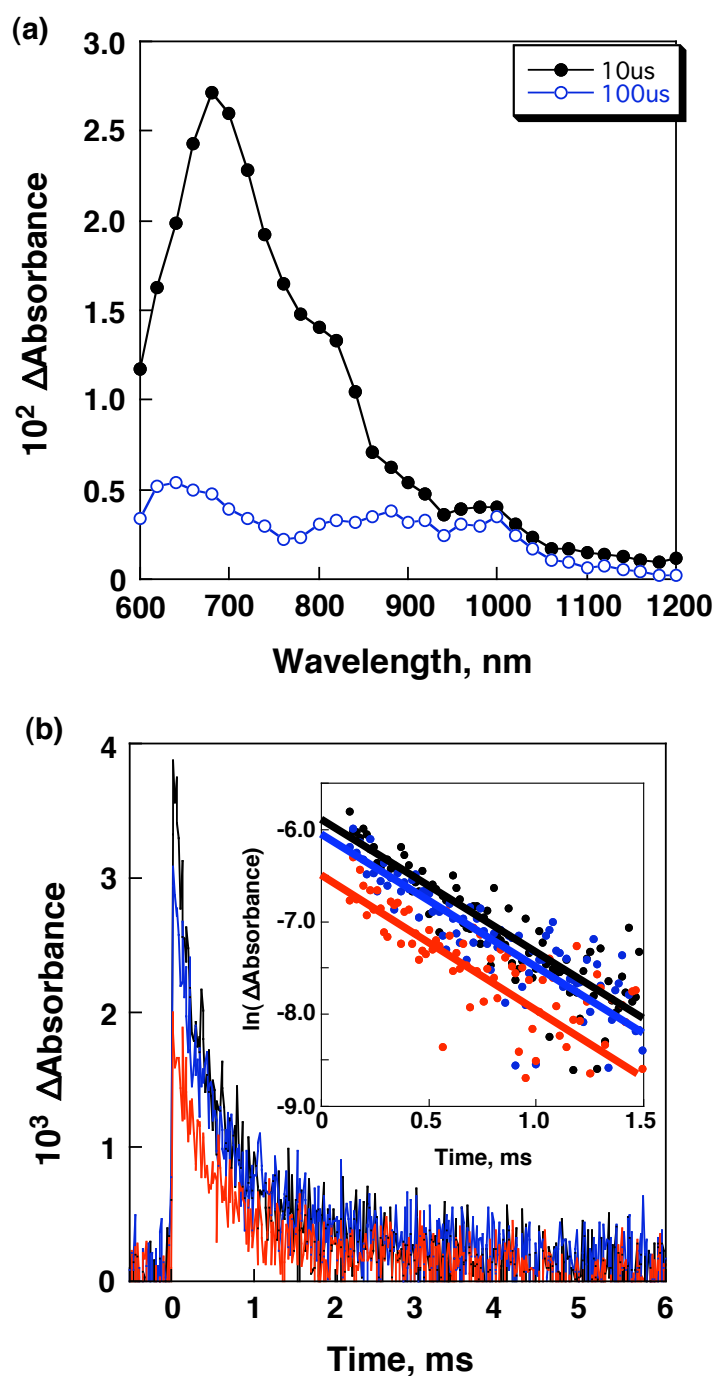 (a)
3.0
2.5
2.0
1.5
1.0
0.5
0
10² ΔAbsorbance
10us
100us
600 700 800 900 1000 1100 1200
Wavelength, nm
(b)
4
3
2
1
0
10³ ΔAbsorbance
-6.0
-7.0
-8.0
-9.0
ln(ΔAbsorbance)
0 0.5 1.0 1.5
Time, ms
0 1 2 3 4 5 6
Time, ms